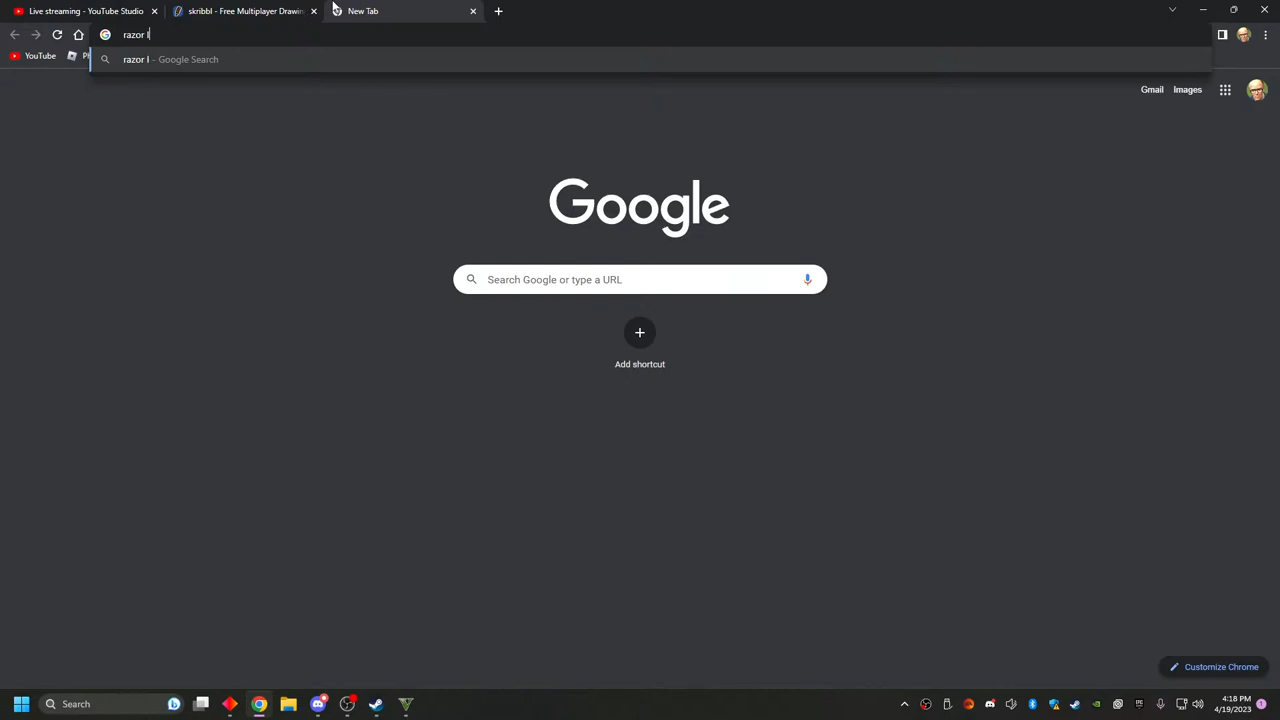 Live streaming - YouTube Studio
skribbl - Free Multiplayer Drawin
New Tab
razor l
YouTube
razor l - Google Search
Gmail
Images
Google
Search Google or type a URL
Add shortcut
Customize Chrome
Search
4:18 PM
4/19/2023
1